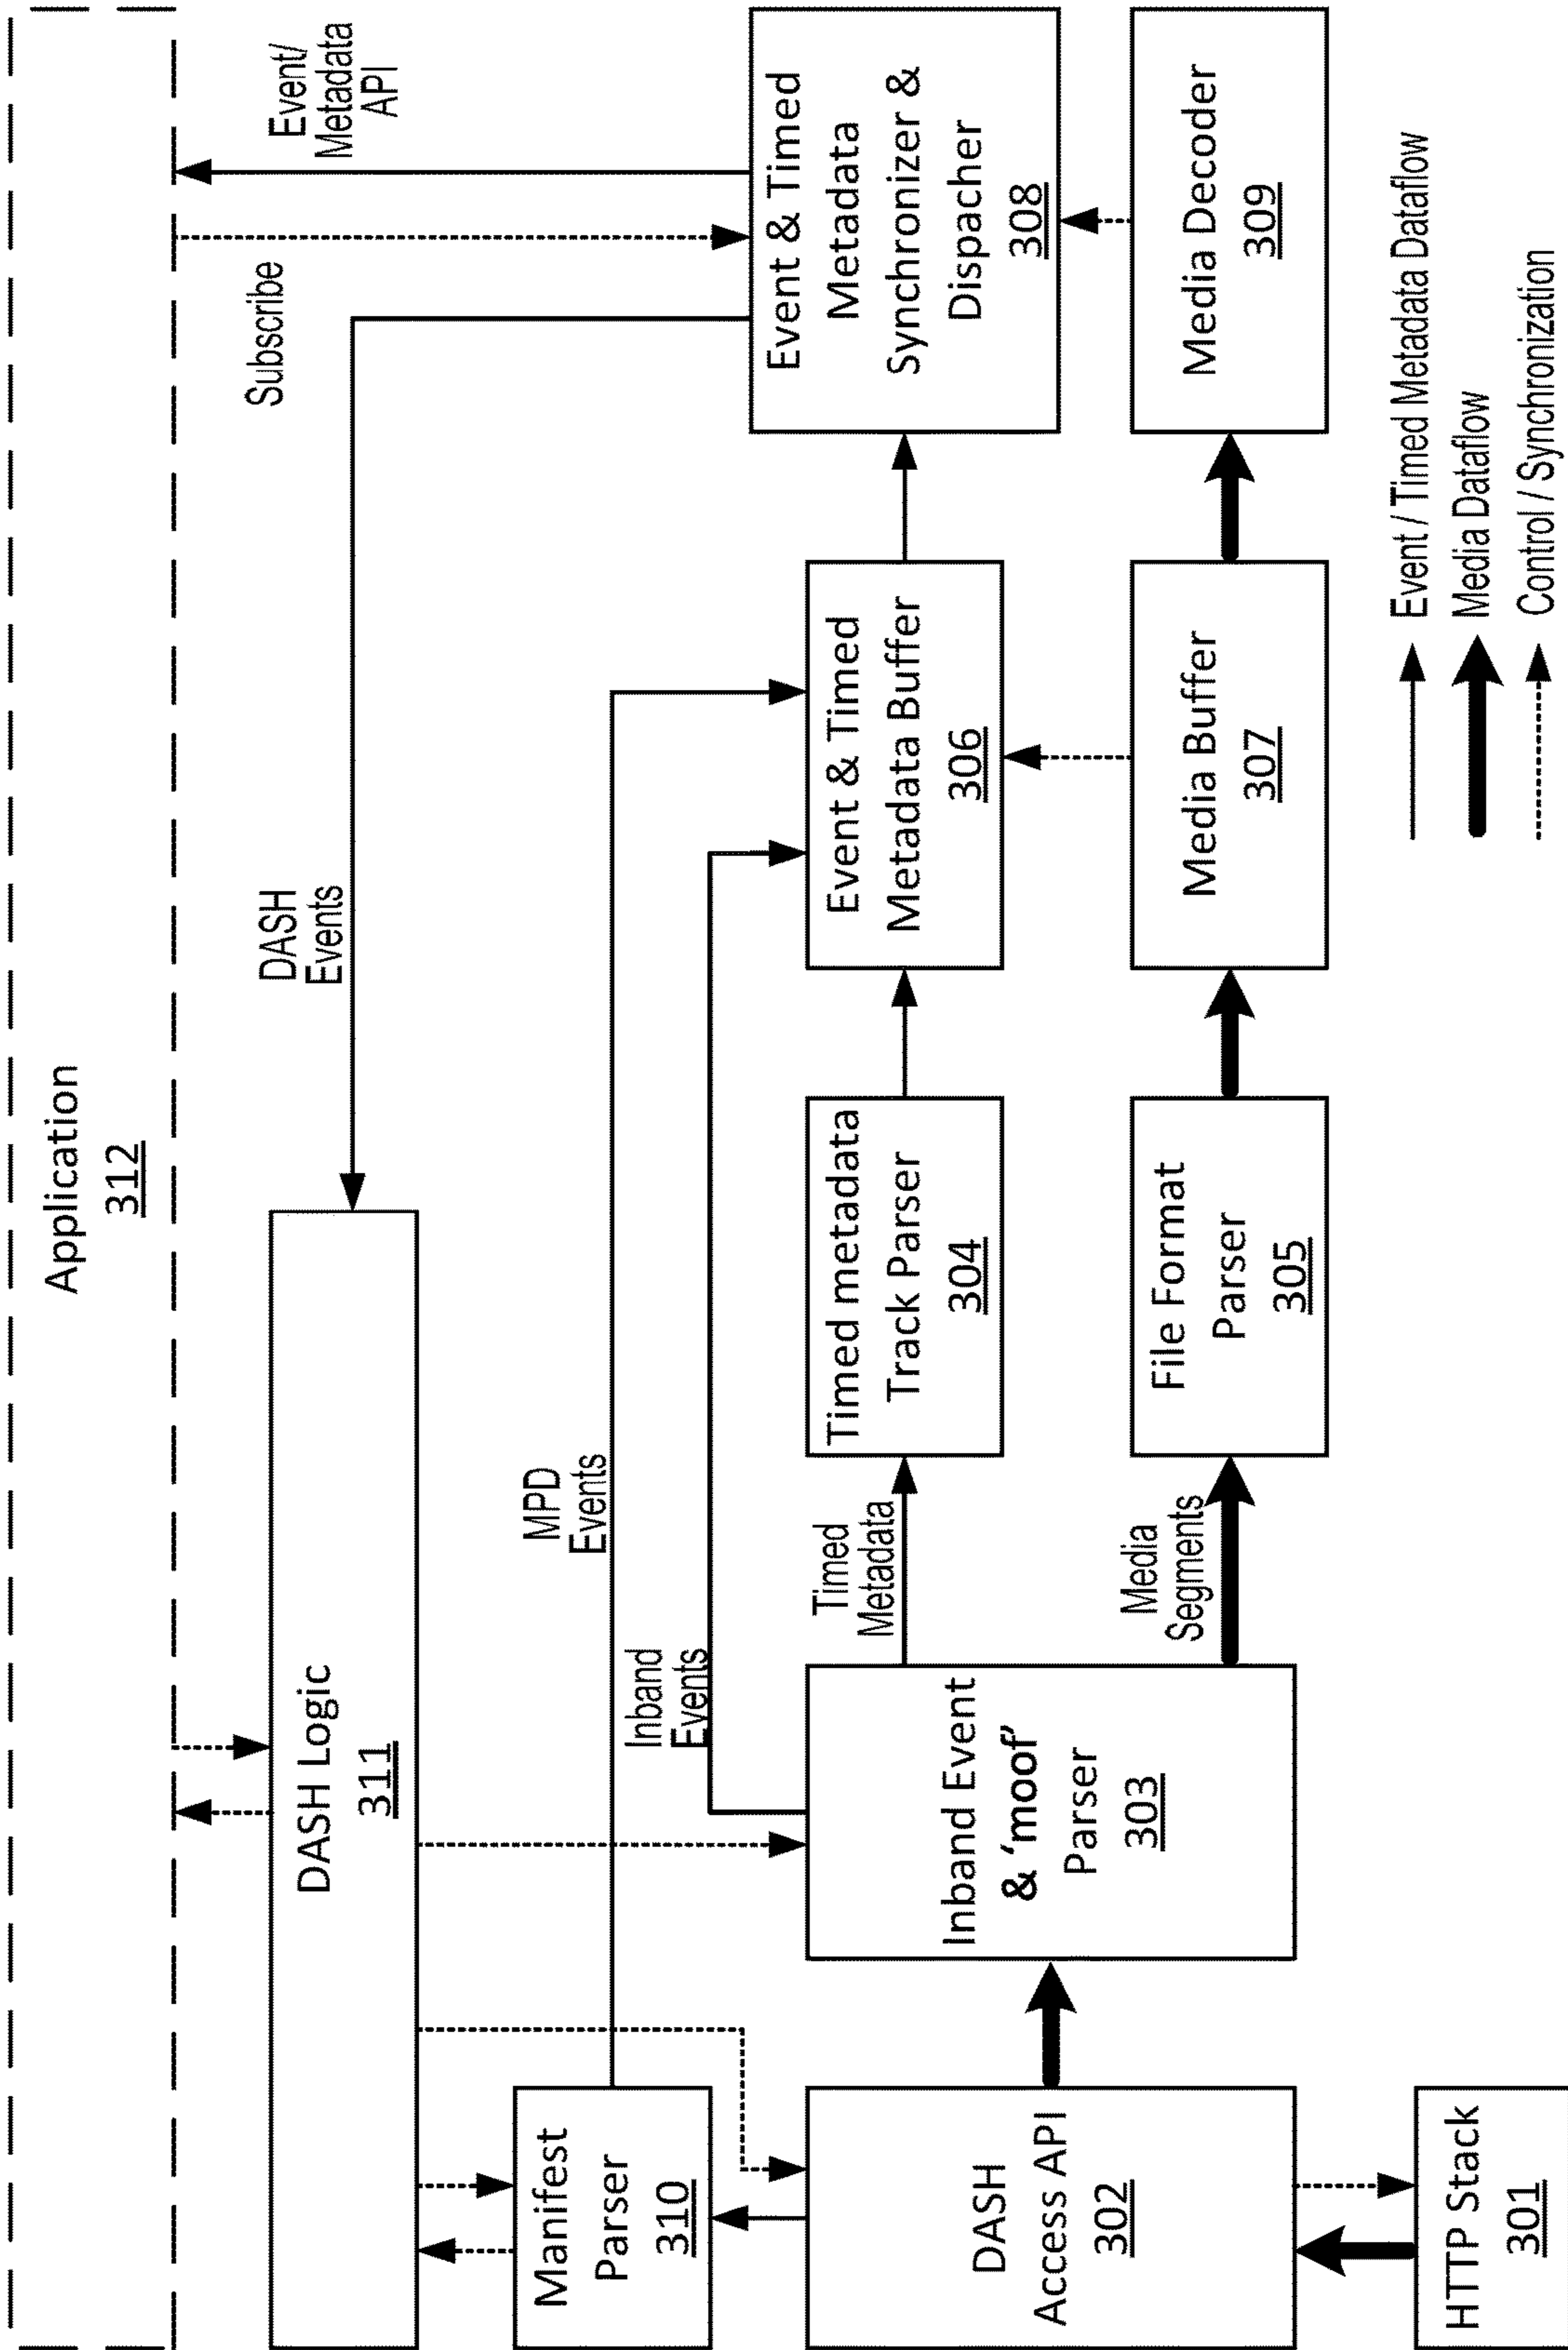 Application
312
DASH Logic
311
DASH
Events
Subscribe
Event/
Metadata
API
Manifest
Parser
310
MPD
Events
Inband
Events
DASH
Access API
302
Inband Event
& ‘moof’
Parser
303
Timed
Metadata
Timed metadata
Track Parser
304
Event & Timed
Metadata Buffer
306
Event & Timed
Metadata
Synchronizer &
Dispacher
308
Media
Segments
File Format
Parser
305
Media Buffer
307
Media Decoder
309
HTTP Stack
301
Event / Timed Metadata Dataflow
Media Dataflow
Control / Synchronization